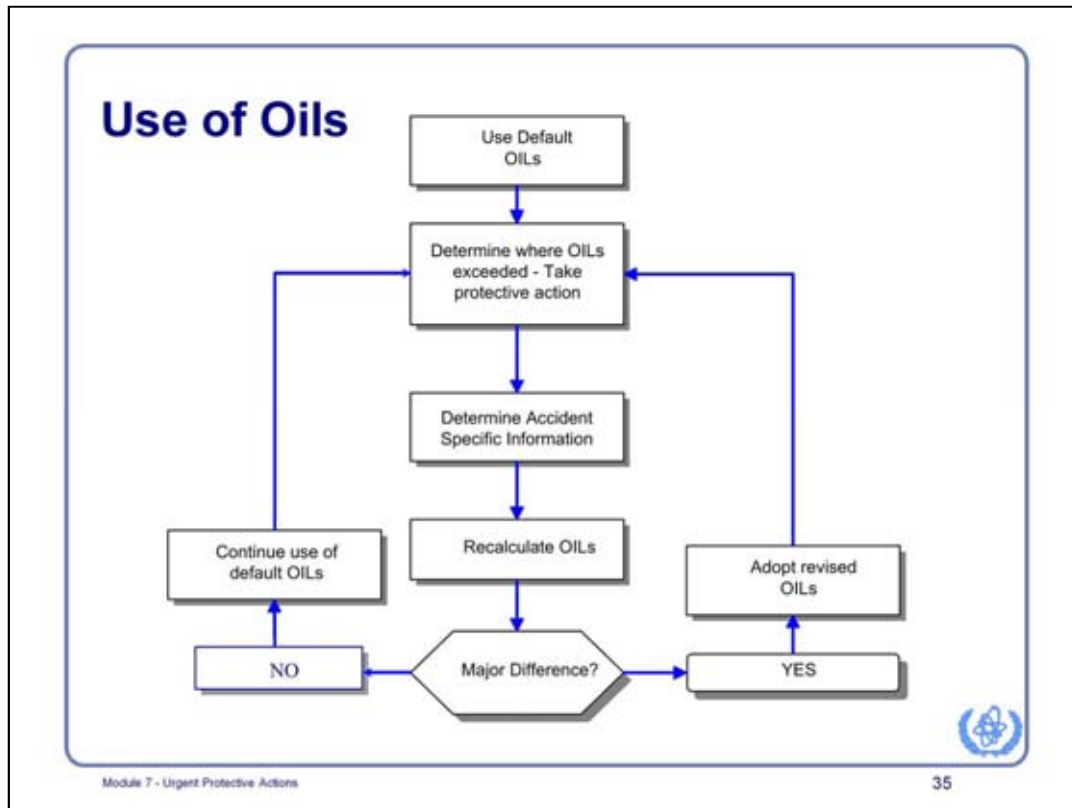 Use of Oils
Use Default
OILs
Determine where OILs
exceeded - Take
protective action
Determine Accident
Specific Information
Recalculate OILs
Continue use of
default OILs
Adopt revised
OILs
NO
Major Difference?
YES
Module 7 - Urgent Protective Actions
35